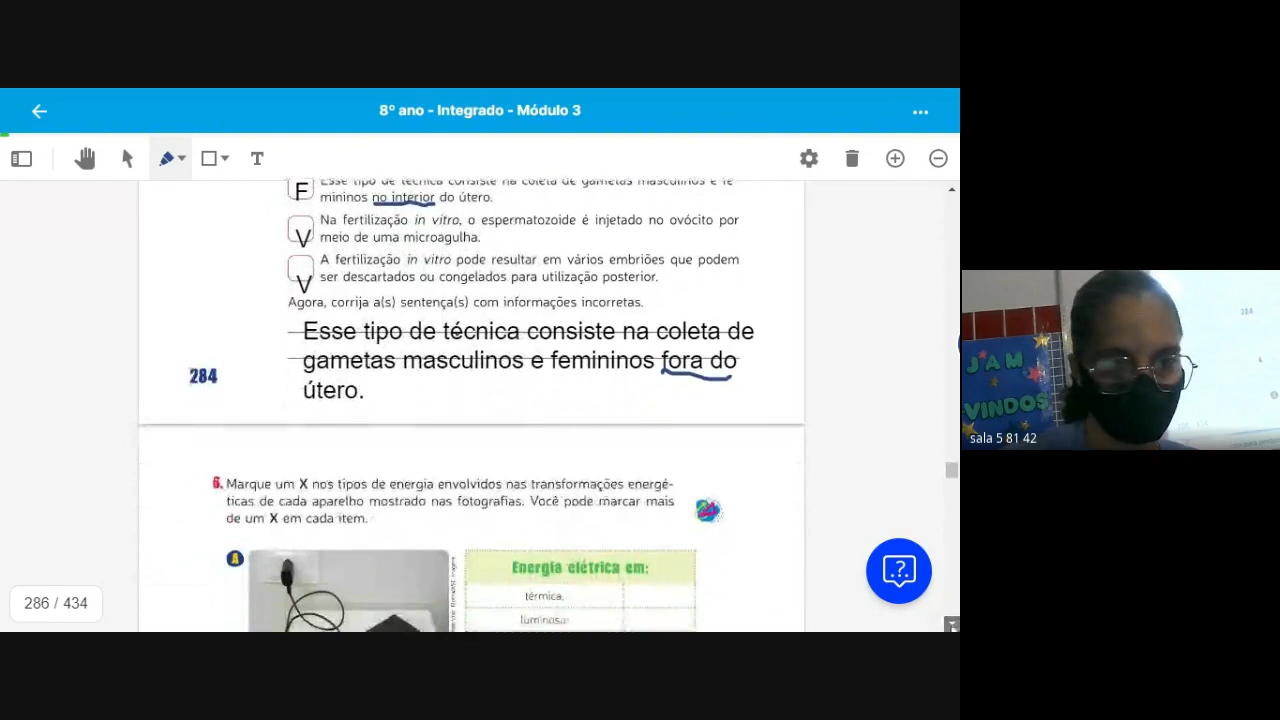 8º ano - Integrado - Módulo 3
T
F
Esse tipo de técnica consiste na coleta de gametas masculinos e fe-
mininos no interior do útero.
Na fertilização in vitro, o espermatozoide é injetado no ovócito por
V meio de uma microagulha.
A fertilização in vitro pode resultar em vários embriões que podem
V ser descartados ou congelados para utilização posterior.
Agora, corrija a(s) sentença(s) com informações incorretas.
Esse tipo de técnica consiste na coleta de
gametas masculinos e femininos fora do
útero.
284
6. Marque um X nos tipos de energia envolvidos nas transformações energé-
ticas de cada aparelho mostrado nas fotografias. Você pode marcar mais
de um X em cada item.
A
Energia elétrica em:
térmica.
luminosa.
286 / 434
JAM
VINDOS
284
sala 5 81 42